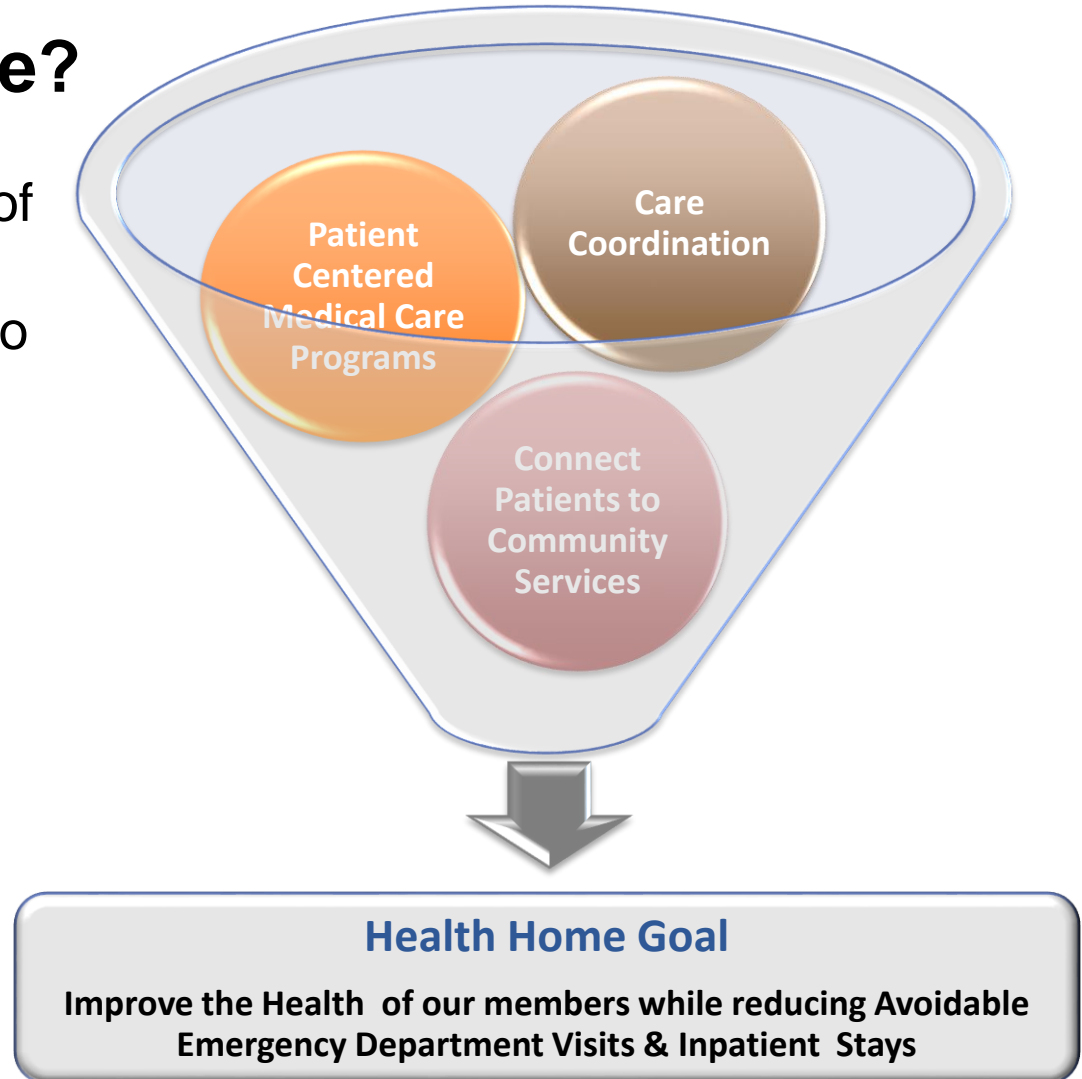 e?
of
o
Patient
Centered
Medical Care
Programs
Care
Coordination
Connect
Patients to
Community
Services
Health Home Goal
Improve the Health of our members while reducing Avoidable
Emergency Department Visits & Inpatient Stays